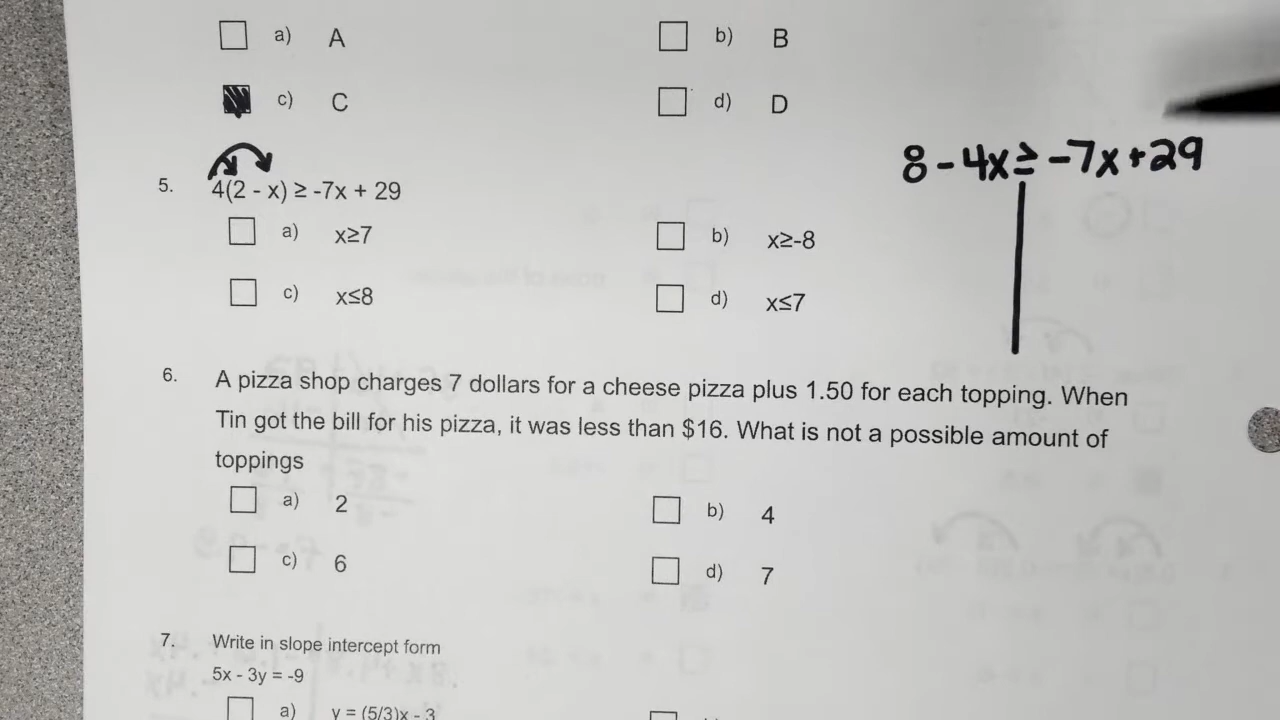 a) A b) B
c) C d) D
8 - 4x ≥ -7x + 29
5. 4(2 - x) ≥ -7x + 29
a) x≥7 b) x≥-8
c) x≤8 d) x≤7
6. A pizza shop charges 7 dollars for a cheese pizza plus 1.50 for each topping. When
Tin got the bill for his pizza, it was less than $16. What is not a possible amount of
toppings
a) 2 b) 4
c) 6 d) 7
7. Write in slope intercept form
5x - 3y = -9
a) y = (5/3)x - 3